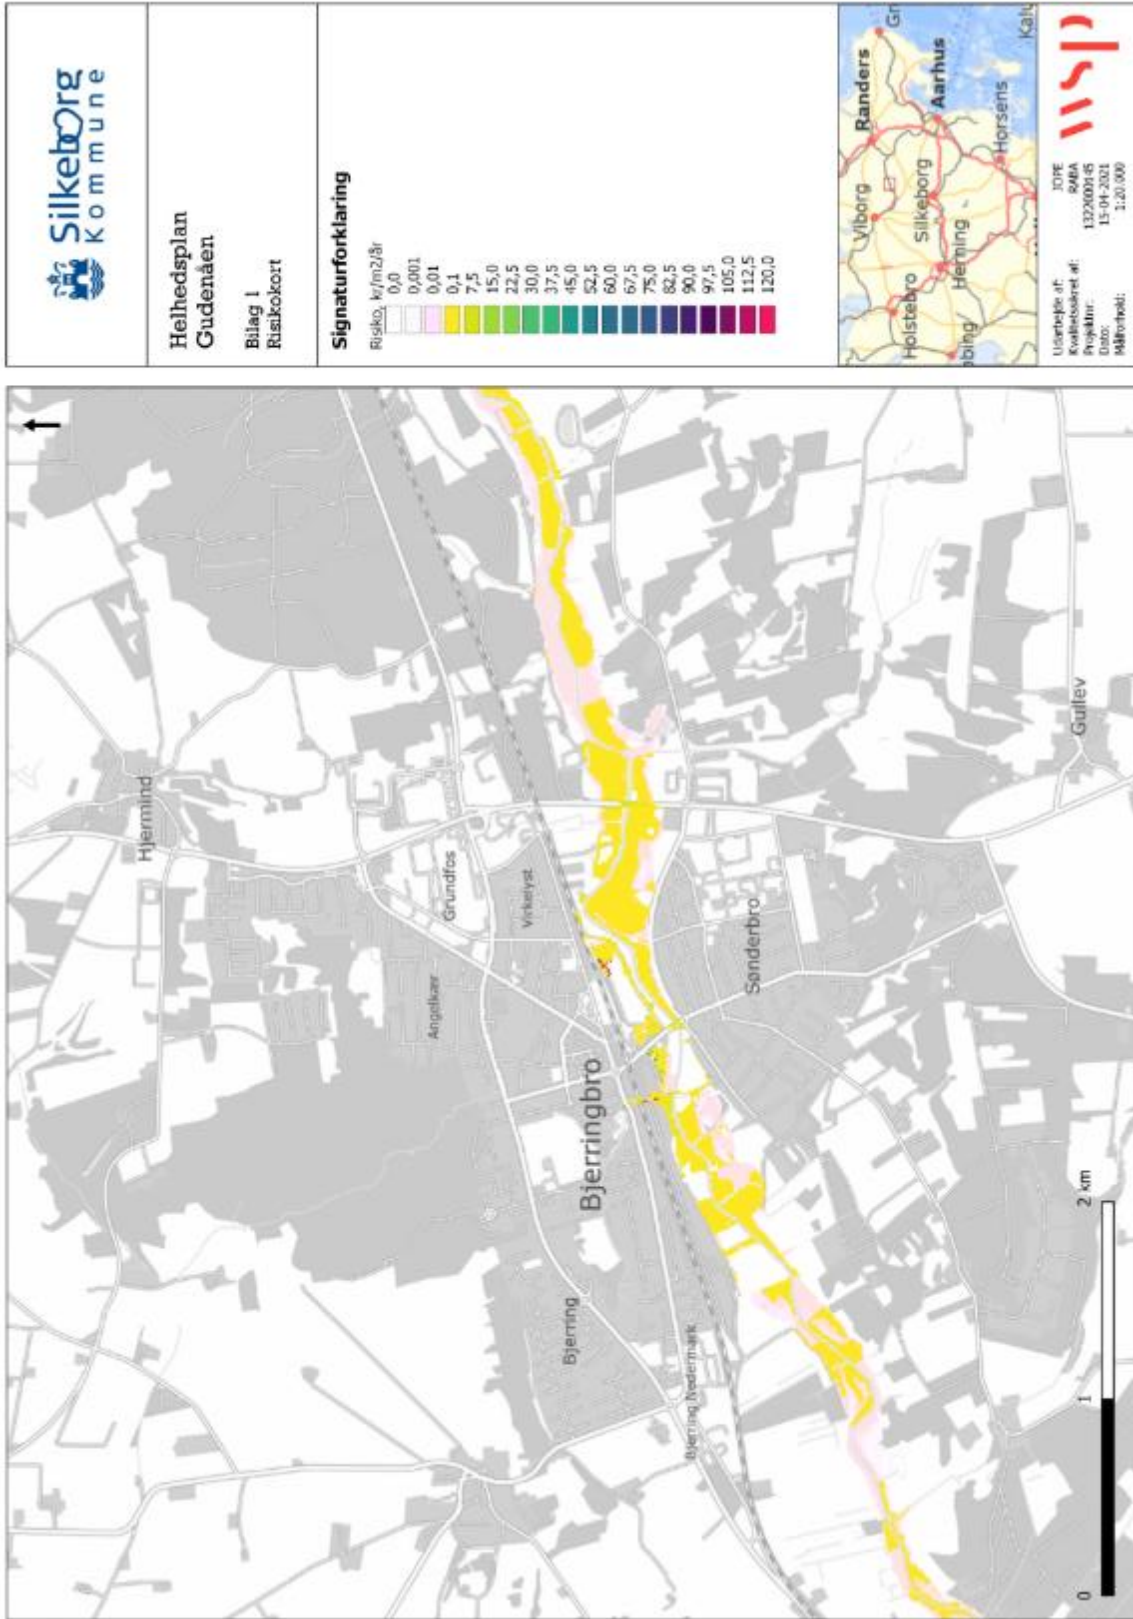 Silkeborg
Kommune
Helhedsplan
Gudenåen
Bilag 1
Risikokort
Signaturforklaring
Risiko, kr/m2/år
0,0
0,001
0,01
0,1
7,5
15,0
22,5
30,0
37,5
45,0
52,5
60,0
67,5
75,0
82,5
90,0
97,5
105,0
112,5
120,0
Viborg
Randers
Holstebro
Silkeborg
Aarhus
Herning
Horsens
Udarbejde af: JOPE
Kvalitetssikret af: RABA
Projektnr: 1322000145
Dato: 15-04-2021
Målforhold: 1:20.000
wsp
Hjermind
Grundfos
Angelkær
Virkelyst
Bjerringbro
Bjerring
Bjerring Nedermark
Sønderbro
Gullev
0 1 2 km